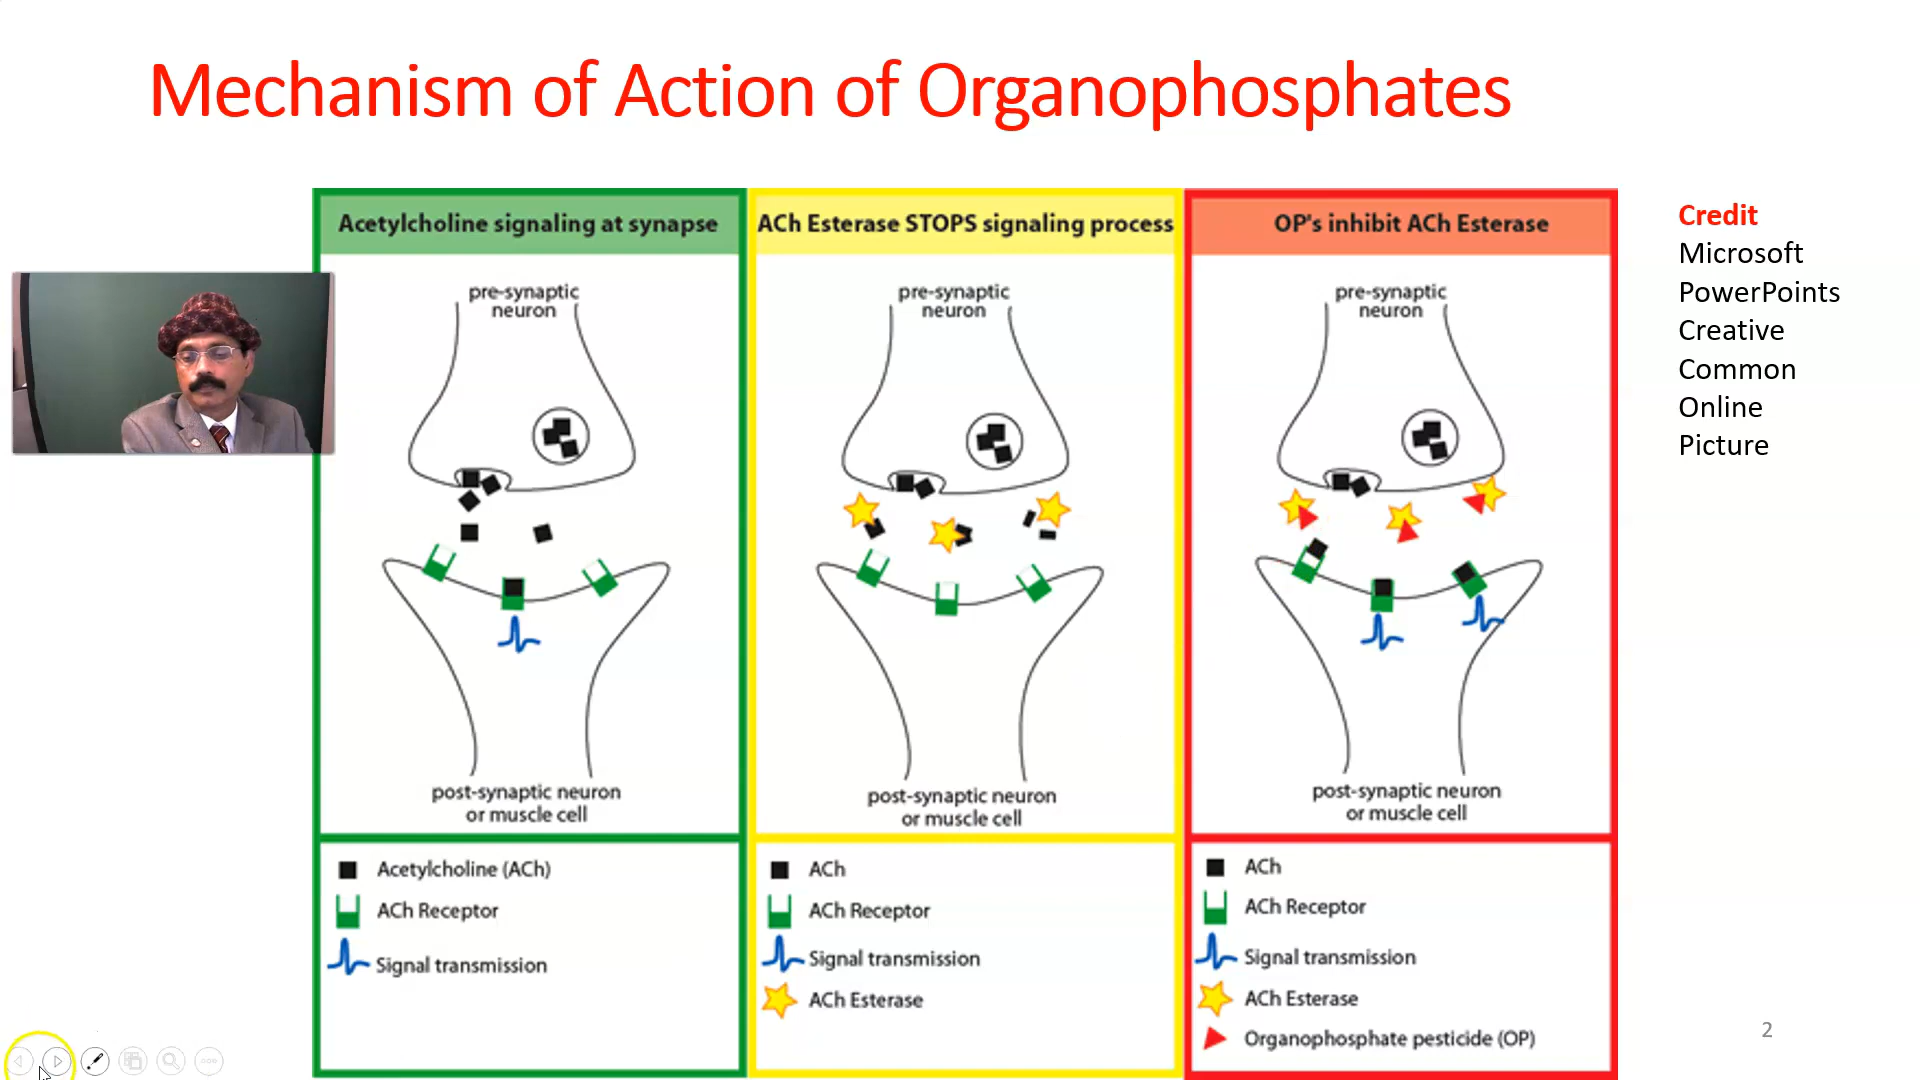 Mechanism of Action of Organophosphates
Acetylcholine signaling at synapse
pre-synaptic
neuron
post-synaptic neuron
or muscle cell
Acetylcholine (ACh)
ACh Receptor
Signal transmission
ACh Esterase STOPS signaling process
pre-synaptic
neuron
post-synaptic neuron
or muscle cell
ACh
ACh Receptor
Signal transmission
ACh Esterase
OP's inhibit ACh Esterase
pre-synaptic
neuron
post-synaptic neuron
or muscle cell
ACh
ACh Receptor
Signal transmission
ACh Esterase
Organophosphate pesticide (OP)
Credit
Microsoft
PowerPoints
Creative
Common
Online
Picture
2